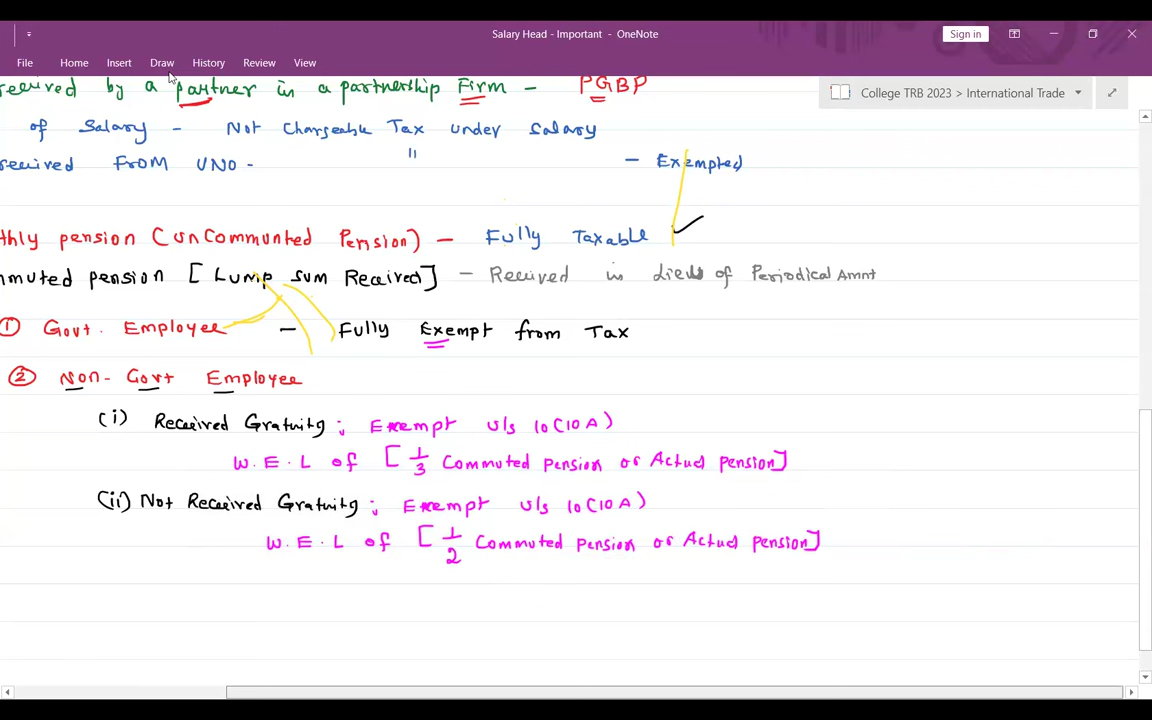 Salary Head - Important - OneNote
Sign in
File Home Insert Draw History Review View
College TRB 2023 > International Trade
received by a partner in a partnership Firm - PGBP
of Salary - Not Chargeable Tax under Salary
received FROM UNO - " - Exempted
thly pension (unCommunted Pension) - Fully Taxable ✓
mmuted pension [Lump sum Received] - Received in Lieu of Periodical Amnt
① Govt. Employee - Fully Exempt from Tax
② Non-Govt Employee
(i) Received Gratuity ; Exempt u/s 10(10A)
W.E.L of [1/3 Commuted pension or Actual pension]
(ii) Not Received Gratuity ; Exempt u/s 10(10A)
W.E.L of [1/2 Commuted pension or Actual pension]